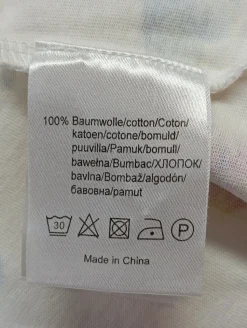 100% Baumwolle/cotton/Coton/
katoen/cotone/bomuld/
puuvilla/Pamuk/bomull/
bawełna/Bumbac/ХЛОПОК/
bavlna/Bombaž/algodón/
бавовна/pamut
30 P
Made in China